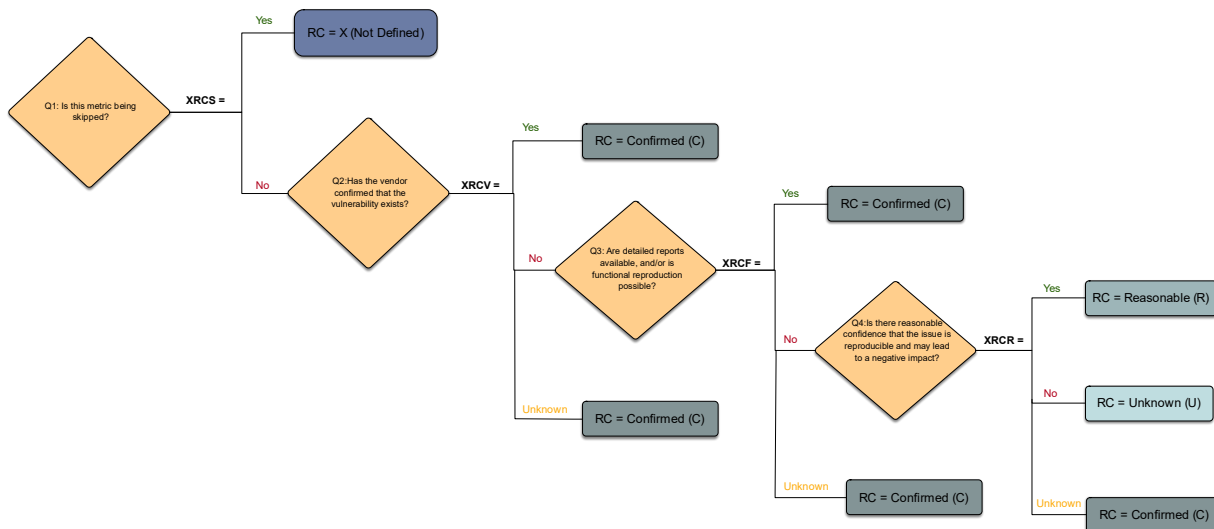 Yes
RC = X (Not Defined)
Q1: Is this metric being
skipped?
XRCS =
No
Q2:Has the vendor
confirmed that the
vulnerability exists?
XRCV =
Yes
RC = Confirmed (C)
No
Q3: Are detailed reports
available, and/or is
functional reproduction
possible?
XRCF =
Unknown
RC = Confirmed (C)
Yes
RC = Confirmed (C)
No
Q4:Is there reasonable
confidence that the issue is
reproducible and may lead
to a negative impact?
XRCR =
Unknown
RC = Confirmed (C)
Yes
RC = Reasonable (R)
No
RC = Unknown (U)
Unknown
RC = Confirmed (C)